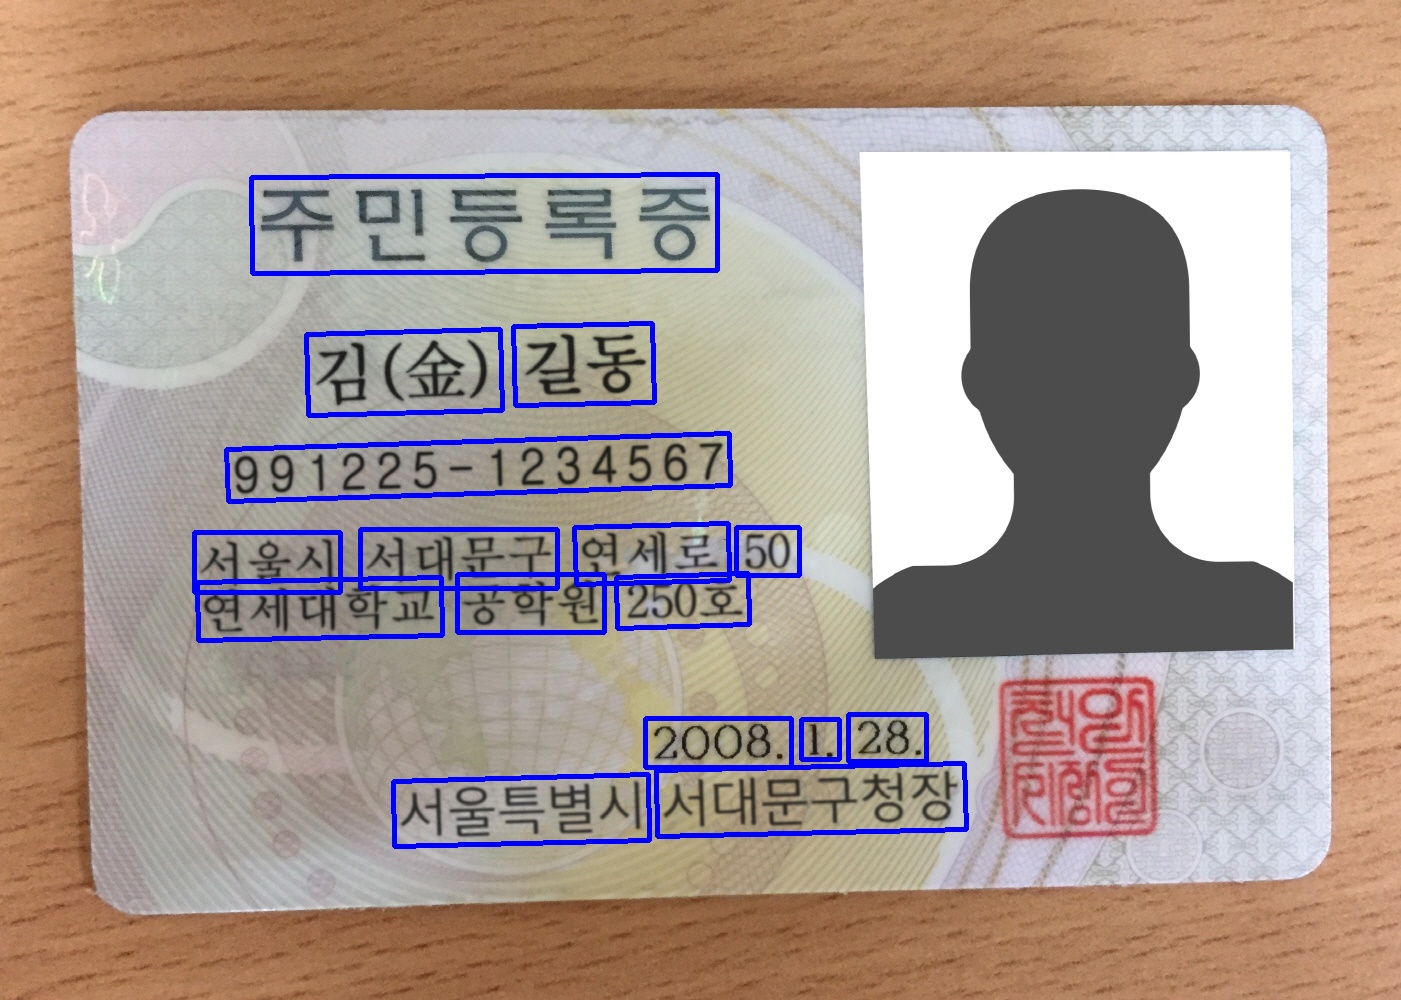 주민등록증
김(金) 길동
991225-1234567
서울시 서대문구 연세로 50
연세대학교 공학원 250호
2008. 1. 28.
서울특별시 서대문구청장